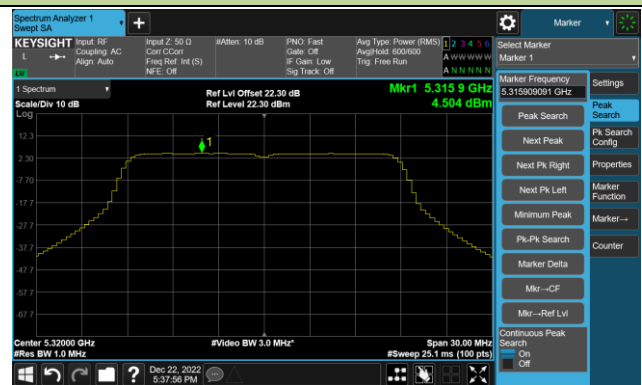 Spectrum Analyzer 1
Swept SA
Marker
KEYSIGHT
L
Input: RF
Coupling: AC
Align: Auto
Input Z: 50 Ω
Corr CCorr
Freq Ref: Int (S)
NFE: Off
#Atten: 10 dB
PNO: Fast
Gate: Off
IF Gain: Low
Sig Track: Off
Avg Type: Power (RMS)
Avg|Hold: 600/600
Trig: Free Run
1 2 3 4 5 6
A W W W W W
A N N N N N
Select Marker
Marker 1
1 Spectrum
Scale/Div 10 dB
Log
Ref Lvl Offset 22.30 dB
Ref Level 22.30 dBm
Mkr1 5.315 9 GHz
4.504 dBm
12.3
2.30
-7.70
-17.7
-27.7
-37.7
-47.7
-57.7
-67.7
1
Center 5.32000 GHz
#Res BW 1.0 MHz
#Video BW 3.0 MHz*
Span 30.00 MHz
#Sweep 25.1 ms (100 pts)
Marker Frequency
5.315909091 GHz
Peak Search
Next Peak
Next Pk Right
Next Pk Left
Minimum Peak
Pk-Pk Search
Marker Delta
Mkr→CF
Mkr→Ref Lvl
Continuous Peak
Search
On
Off
Settings
Peak
Search
Pk Search
Config
Properties
Marker
Function
Marker→
Counter
Dec 22, 2022
5:37:56 PM